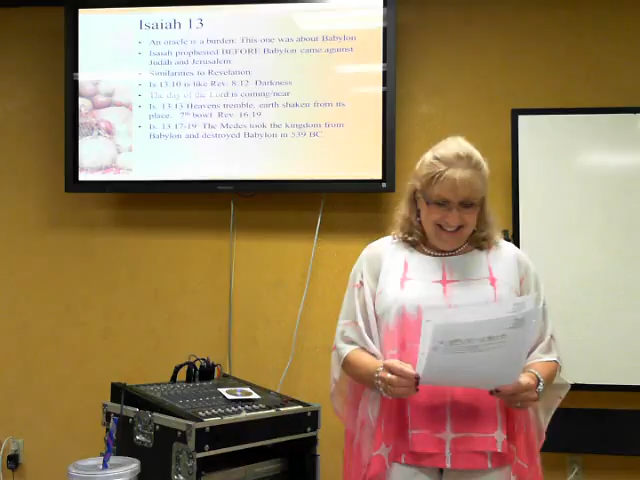 Isaiah 13
• An oracle is a burden: This one was about Babylon
• Isaiah prophesied BEFORE Babylon came against
Judah and Jerusalem.
• Similarities to Revelation:
• Is 13:10 is like Rev. 8:12 Darkness
• The day of the Lord is coming/near
• Is. 13:13 Heavens tremble, earth shaken from its
place. 7th bowl Rev. 16:19
• Is. 13:17-19 The Medes took the kingdom from
Babylon and destroyed Babylon in 539 BC